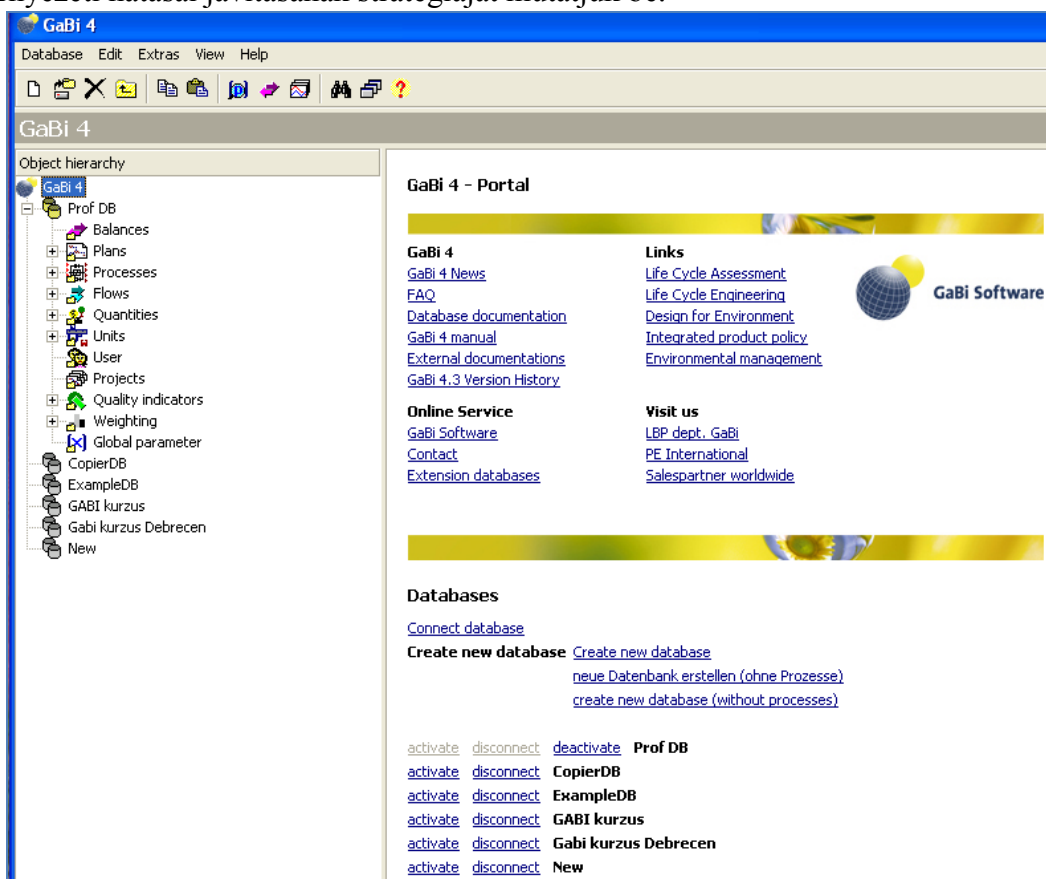 környezeti hatásai javításának stratégiáját mutatjuk be.
GaBi 4
Database Edit Extras View Help
GaBi 4
Object hierarchy
GaBi 4
Prof DB
Balances
Plans
Processes
Flows
Quantities
Units
User
Projects
Quality indicators
Weighting
Global parameter
CopierDB
ExampleDB
GABI kurzus
Gabi kurzus Debrecen
New
GaBi 4 - Portal
GaBi 4
GaBi 4 News
FAQ
Database documentation
GaBi 4 manual
External documentations
GaBi 4.3 Version History
Links
Life Cycle Assessment
Life Cycle Engineering
Design for Environment
Integrated product policy
Environmental management
GaBi Software
Online Service
GaBi Software
Contact
Extension databases
Visit us
LBP dept. GaBi
PE International
Salespartner worldwide
Databases
Connect database
Create new database Create new database
neue Datenbank erstellen (ohne Prozesse)
create new database (without processes)
activate disconnect deactivate Prof DB
activate disconnect CopierDB
activate disconnect ExampleDB
activate disconnect GABI kurzus
activate disconnect Gabi kurzus Debrecen
activate disconnect New